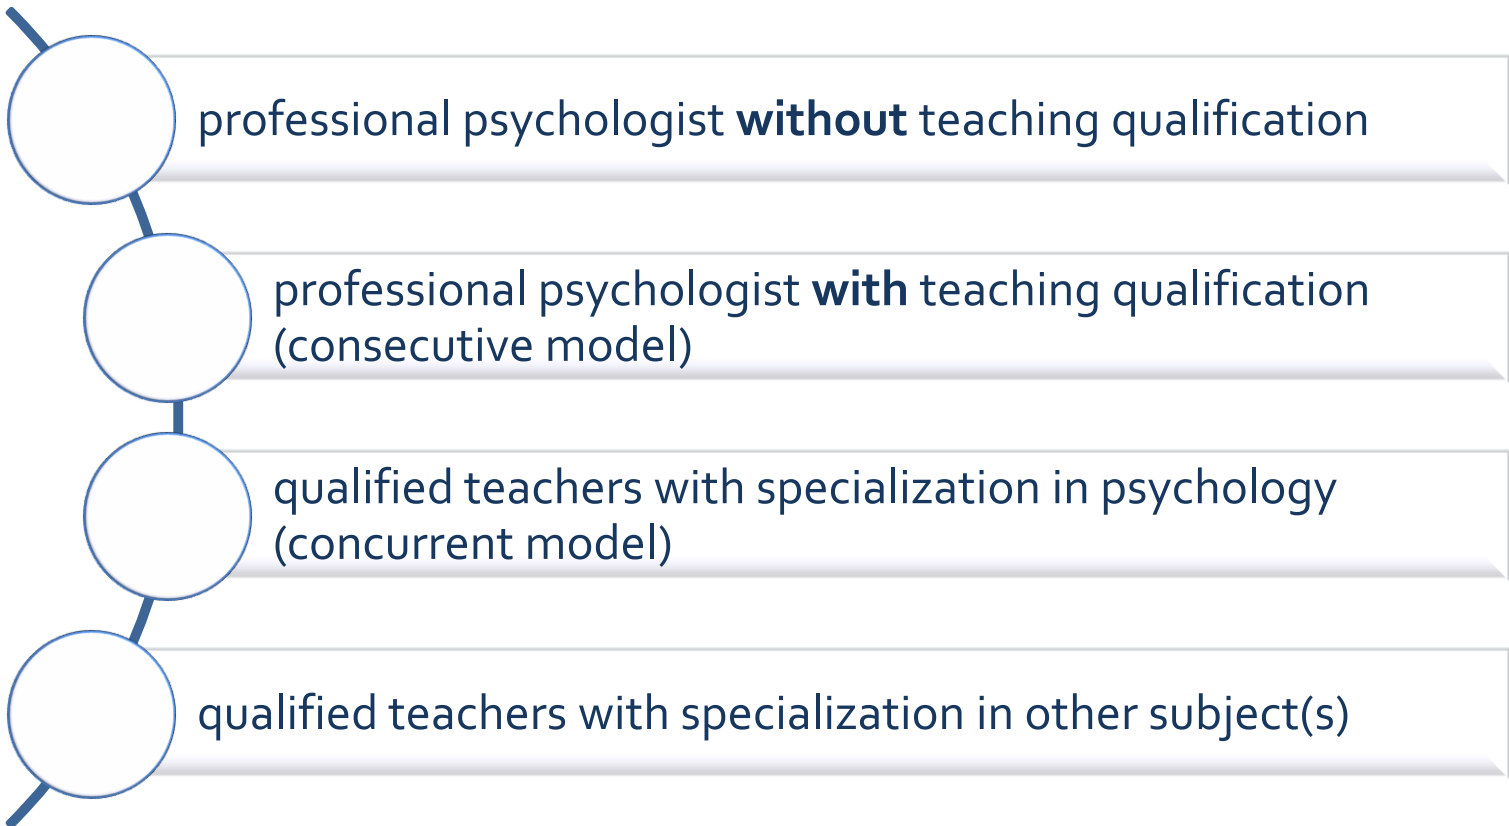 professional psychologist without teaching qualification
professional psychologist with teaching qualification
(consecutive model)
qualified teachers with specialization in psychology
(concurrent model)
qualified teachers with specialization in other subject(s)